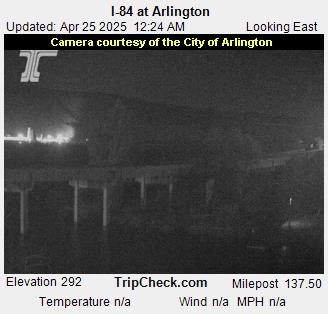 I-84 at Arlington
Updated: Apr 25 2025 12:24 AM Looking East
Camera courtesy of the City of Arlington
Elevation 292 TripCheck.com Milepost 137.50
Temperature n/a Wind n/a MPH n/a